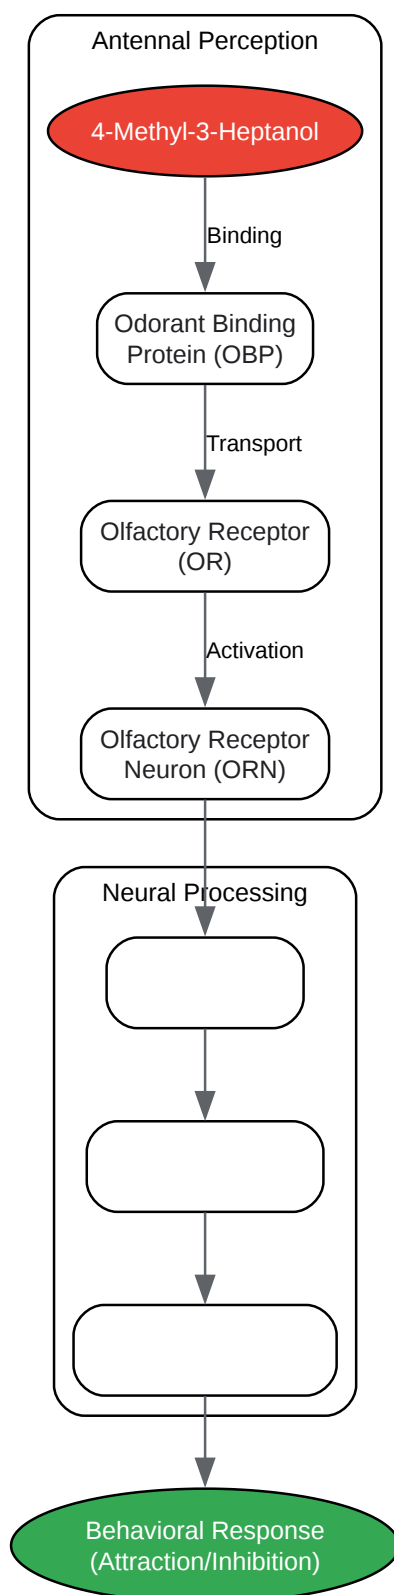 Antennal Perception
4-Methyl-3-Heptanol
Binding
Odorant Binding
Protein (OBP)
Transport
Olfactory Receptor
(OR)
Activation
Olfactory Receptor
Neuron (ORN)
Neural Processing
Behavioral Response
(Attraction/Inhibition)